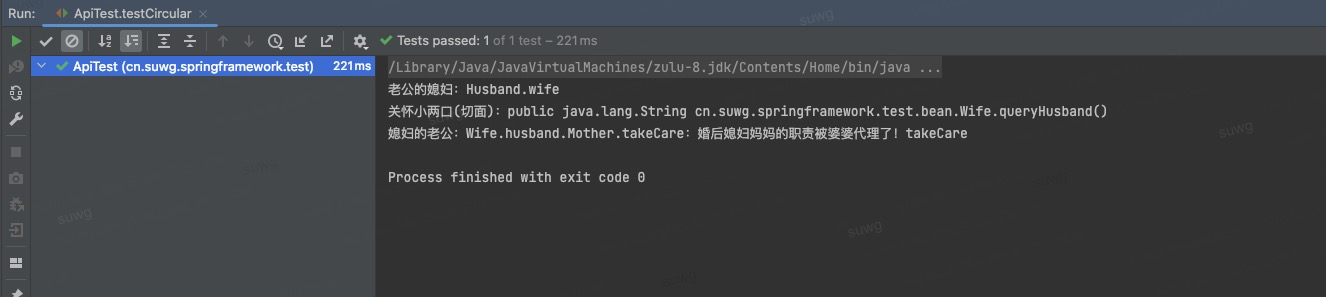 Run: ApiTest.testCircular
Tests passed: 1 of 1 test – 221 ms
ApiTest (cn.suwg.springframework.test) 221 ms
/Library/Java/JavaVirtualMachines/zulu-8.jdk/Contents/Home/bin/java ...
老公的媳妇：Husband.wife
关怀小两口(切面)：public java.lang.String cn.suwg.springframework.test.bean.Wife.queryHusband()
媳妇的老公：Wife.husband.Mother.takeCare：婚后媳妇妈妈的职责被婆婆代理了！takeCare
Process finished with exit code 0
suwg
suwg
suwg
suwg